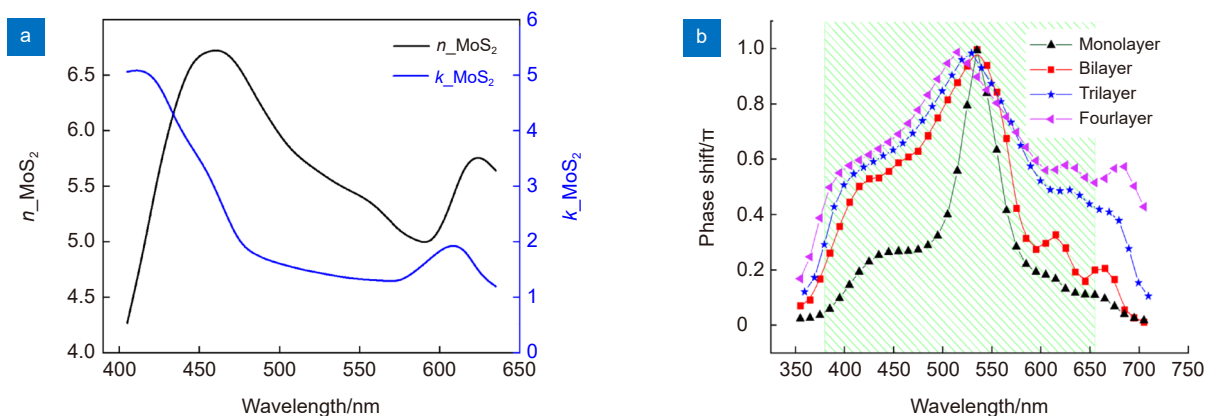 a
n_MoS₂
k_MoS₂
6.5
6.0
5.5
5.0
4.5
4.0
n_MoS₂
6
5
4
3
2
1
0
k_MoS₂
400 450 500 550 600 650
Wavelength/nm
b
Monolayer
Bilayer
Trilayer
Fourlayer
1.0
0.8
0.6
0.4
0.2
0
Phase shift/π
350 400 450 500 550 600 650 700 750
Wavelength/nm